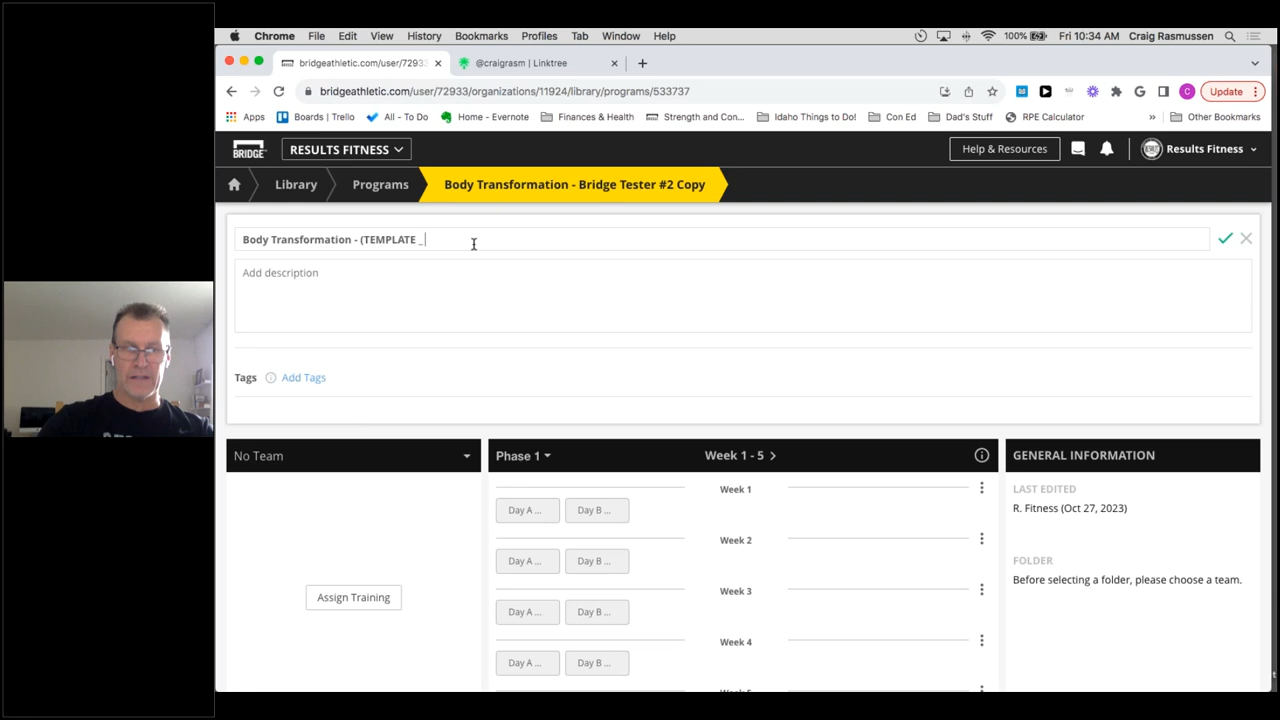 Chrome File Edit View History Bookmarks Profiles Tab Window Help 100% Fri 10:34 AM Craig Rasmussen
bridgeathletic.com/user/72933 @craigrasm | Linktree
bridgeathletic.com/user/72933/organizations/11924/library/programs/533737 C Update
Apps Boards | Trello All - To Do Home - Evernote Finances & Health Strength and Con... Idaho Things to Do! Con Ed Dad's Stuff RPE Calculator » Other Bookmarks
BRIDGE RESULTS FITNESS Help & Resources Results Fitness
Library Programs Body Transformation - Bridge Tester #2 Copy
Body Transformation - (TEMPLATE _
Add description
Tags Add Tags
No Team Phase 1 Week 1 - 5 GENERAL INFORMATION
Week 1 LAST EDITED
Day A ... Day B ... R. Fitness (Oct 27, 2023)
Week 2
Day A ... Day B ... FOLDER
Before selecting a folder, please choose a team.
Week 3
Assign Training Day A ... Day B ...
Week 4
Day A ... Day B ...